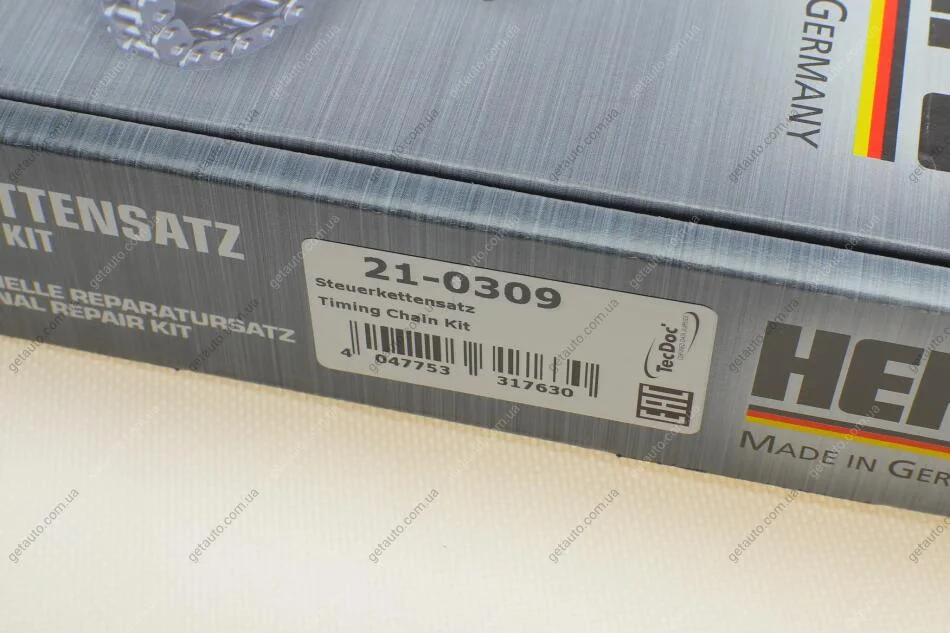 GERMANY
TTENSATZ
KIT
NELLE REPARATURSATZ
NAL REPAIR KIT
21-0309
Steuerkettensatz
Timing Chain Kit
4 047753 317630
TecDoc
EAC
HE
MADE IN GER
getauto.com.ua